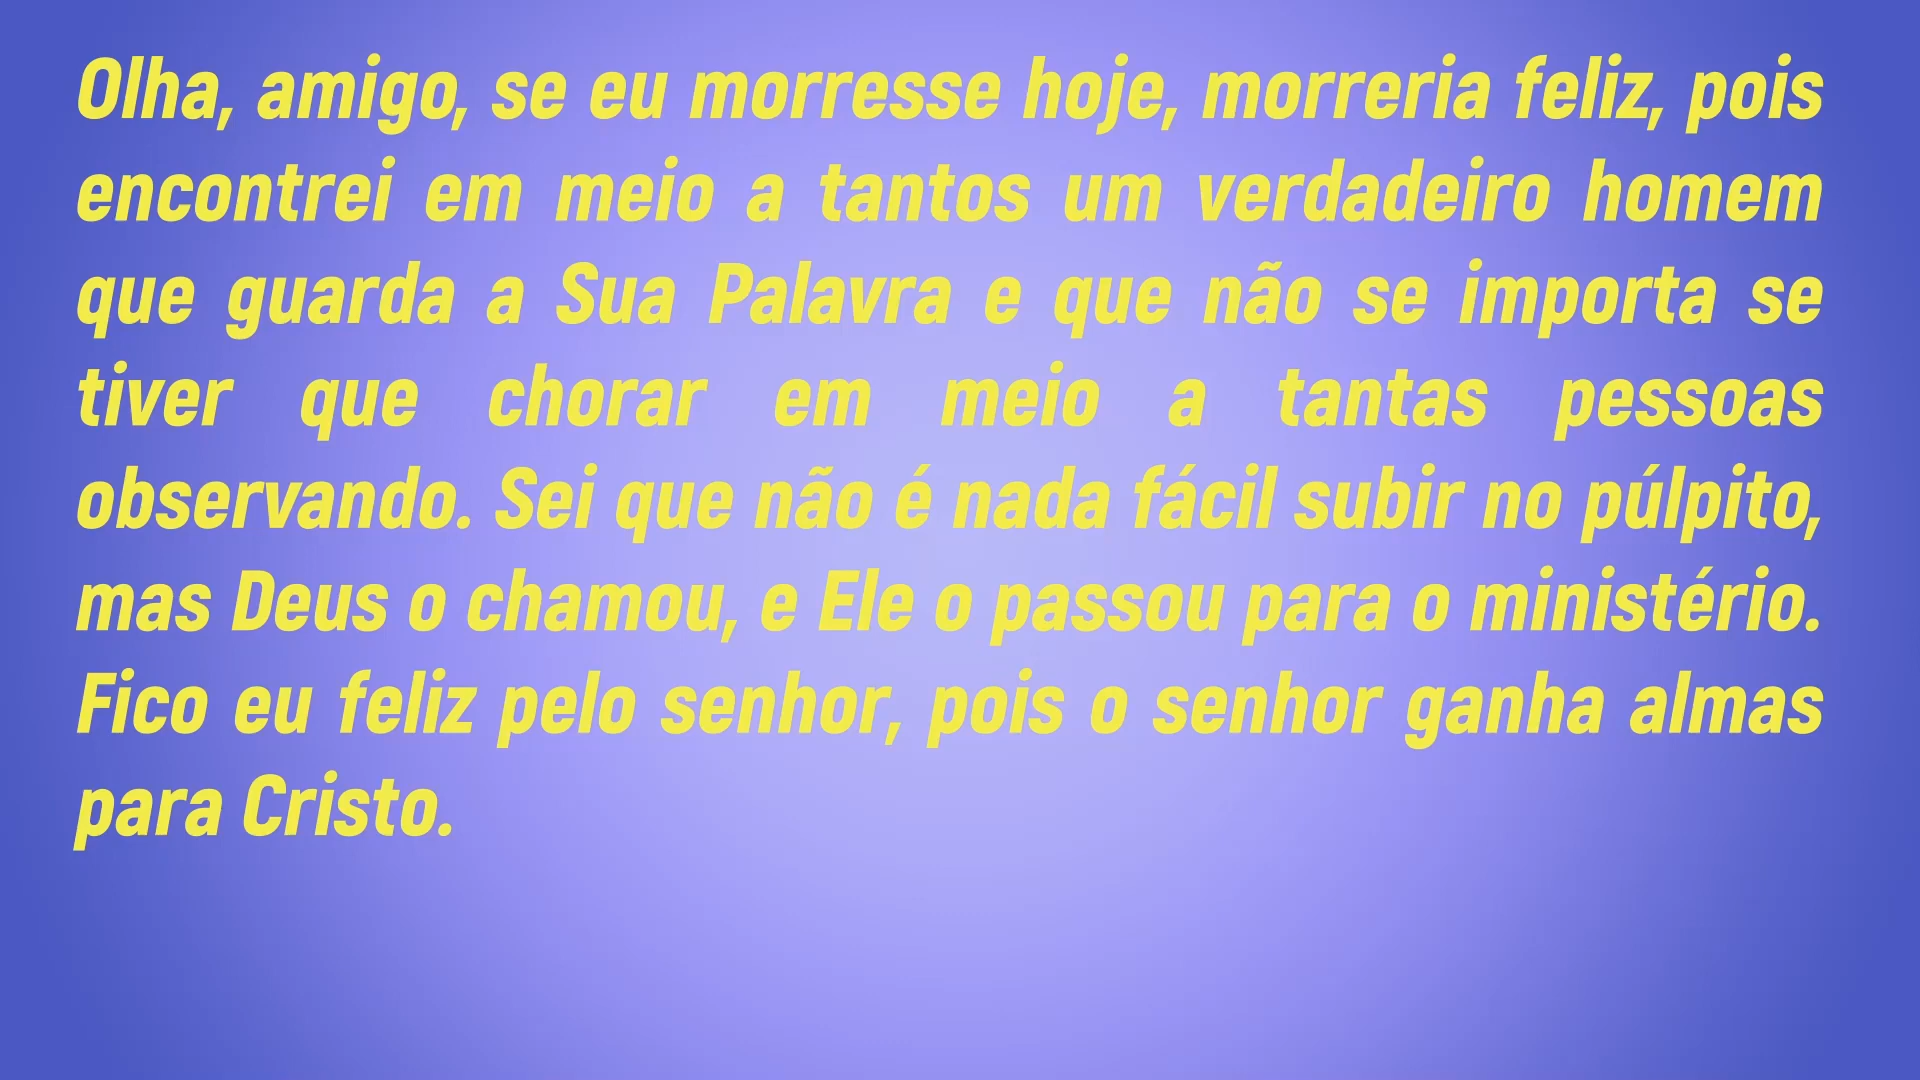 Olha, amigo, se eu morresse hoje, morreria feliz, pois
encontrei em meio a tantos um verdadeiro homem
que guarda a Sua Palavra e que não se importa se
tiver que chorar em meio a tantas pessoas
observando. Sei que não é nada fácil subir no púlpito,
mas Deus o chamou, e Ele o passou para o ministério.
Fico eu feliz pelo senhor, pois o senhor ganha almas
para Cristo.